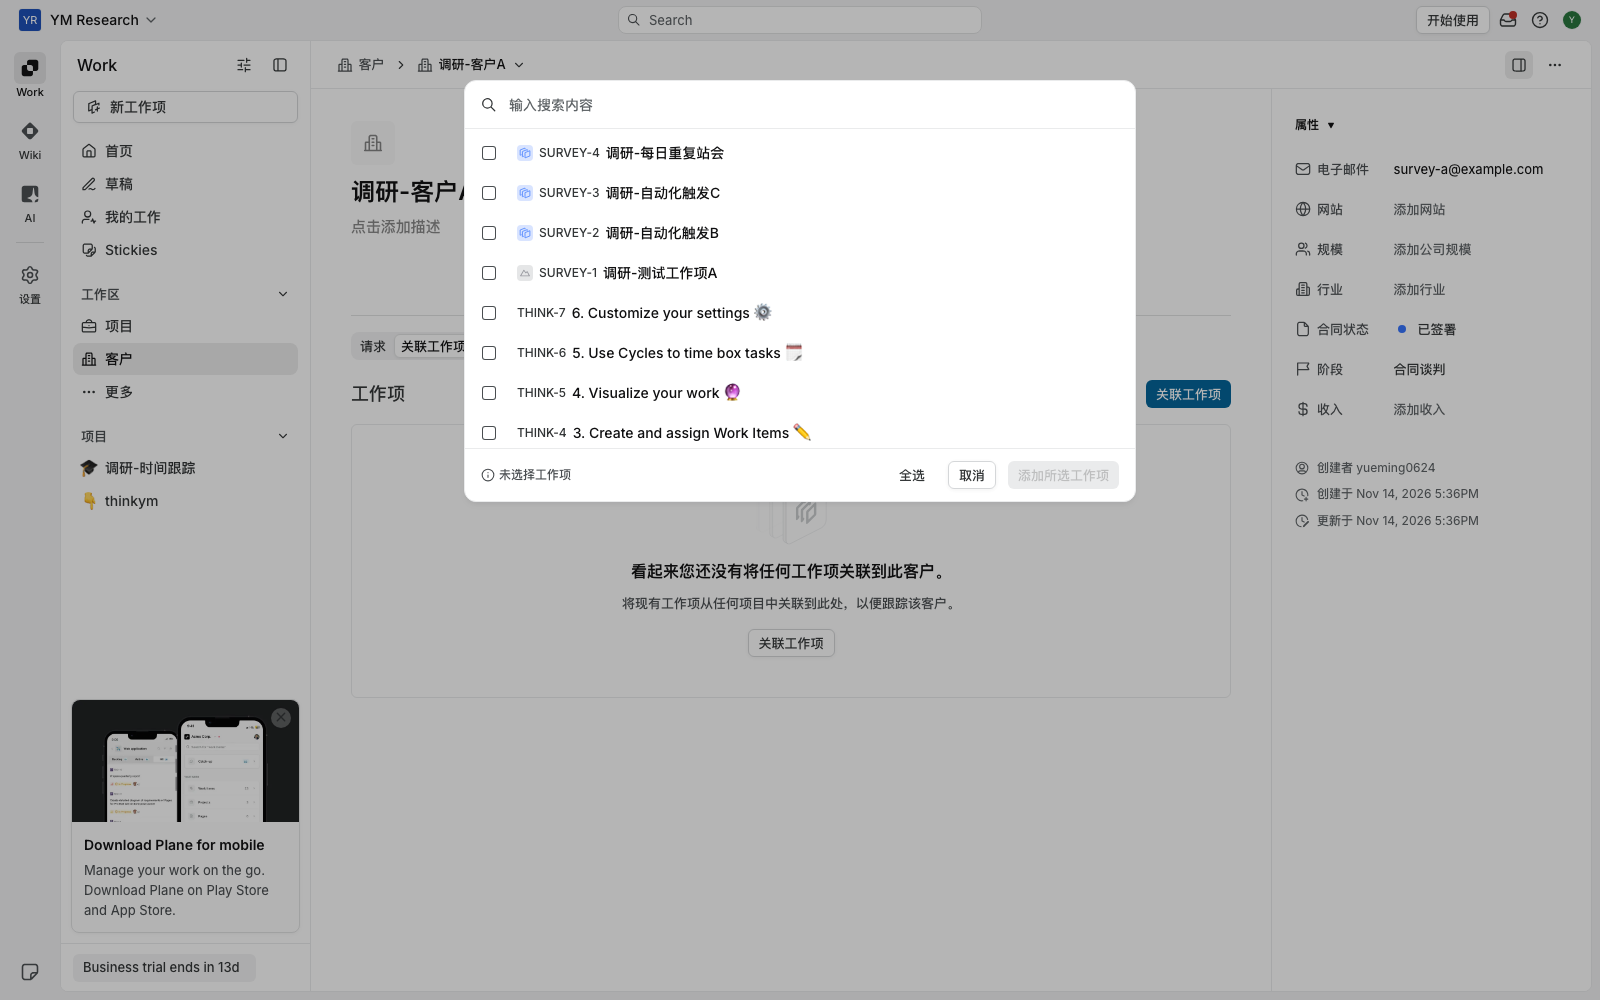 YR YM Research
Search
开始使用
Y
Work
Wiki
AI
设置
Work
新工作项
首页
草稿
我的工作
Stickies
工作区
项目
客户
更多
项目
调研-时间跟踪
thinkym
Download Plane for mobile
Manage your work on the go.
Download Plane on Play Store
and App Store.
Business trial ends in 13d
客户 调研-客户A
调研-客户A
点击添加描述
请求 关联工作项
工作项
关联工作项
输入搜索内容
SURVEY-4 调研-每日重复站会
SURVEY-3 调研-自动化触发C
SURVEY-2 调研-自动化触发B
SURVEY-1 调研-测试工作项A
THINK-7 6. Customize your settings ⚙️
THINK-6 5. Use Cycles to time box tasks 🗓️
THINK-5 4. Visualize your work 🔮
THINK-4 3. Create and assign Work Items ✏️
未选择工作项
全选
取消
添加所选工作项
看起来您还没有将任何工作项关联到此客户。
将现有工作项从任何项目中关联到此处，以便跟踪该客户。
关联工作项
属性
电子邮件 survey-a@example.com
网站 添加网站
规模 添加公司规模
行业 添加行业
合同状态 已签署
阶段 合同谈判
收入 添加收入
创建者 yueming0624
创建于 Nov 14, 2026 5:36PM
更新于 Nov 14, 2026 5:36PM